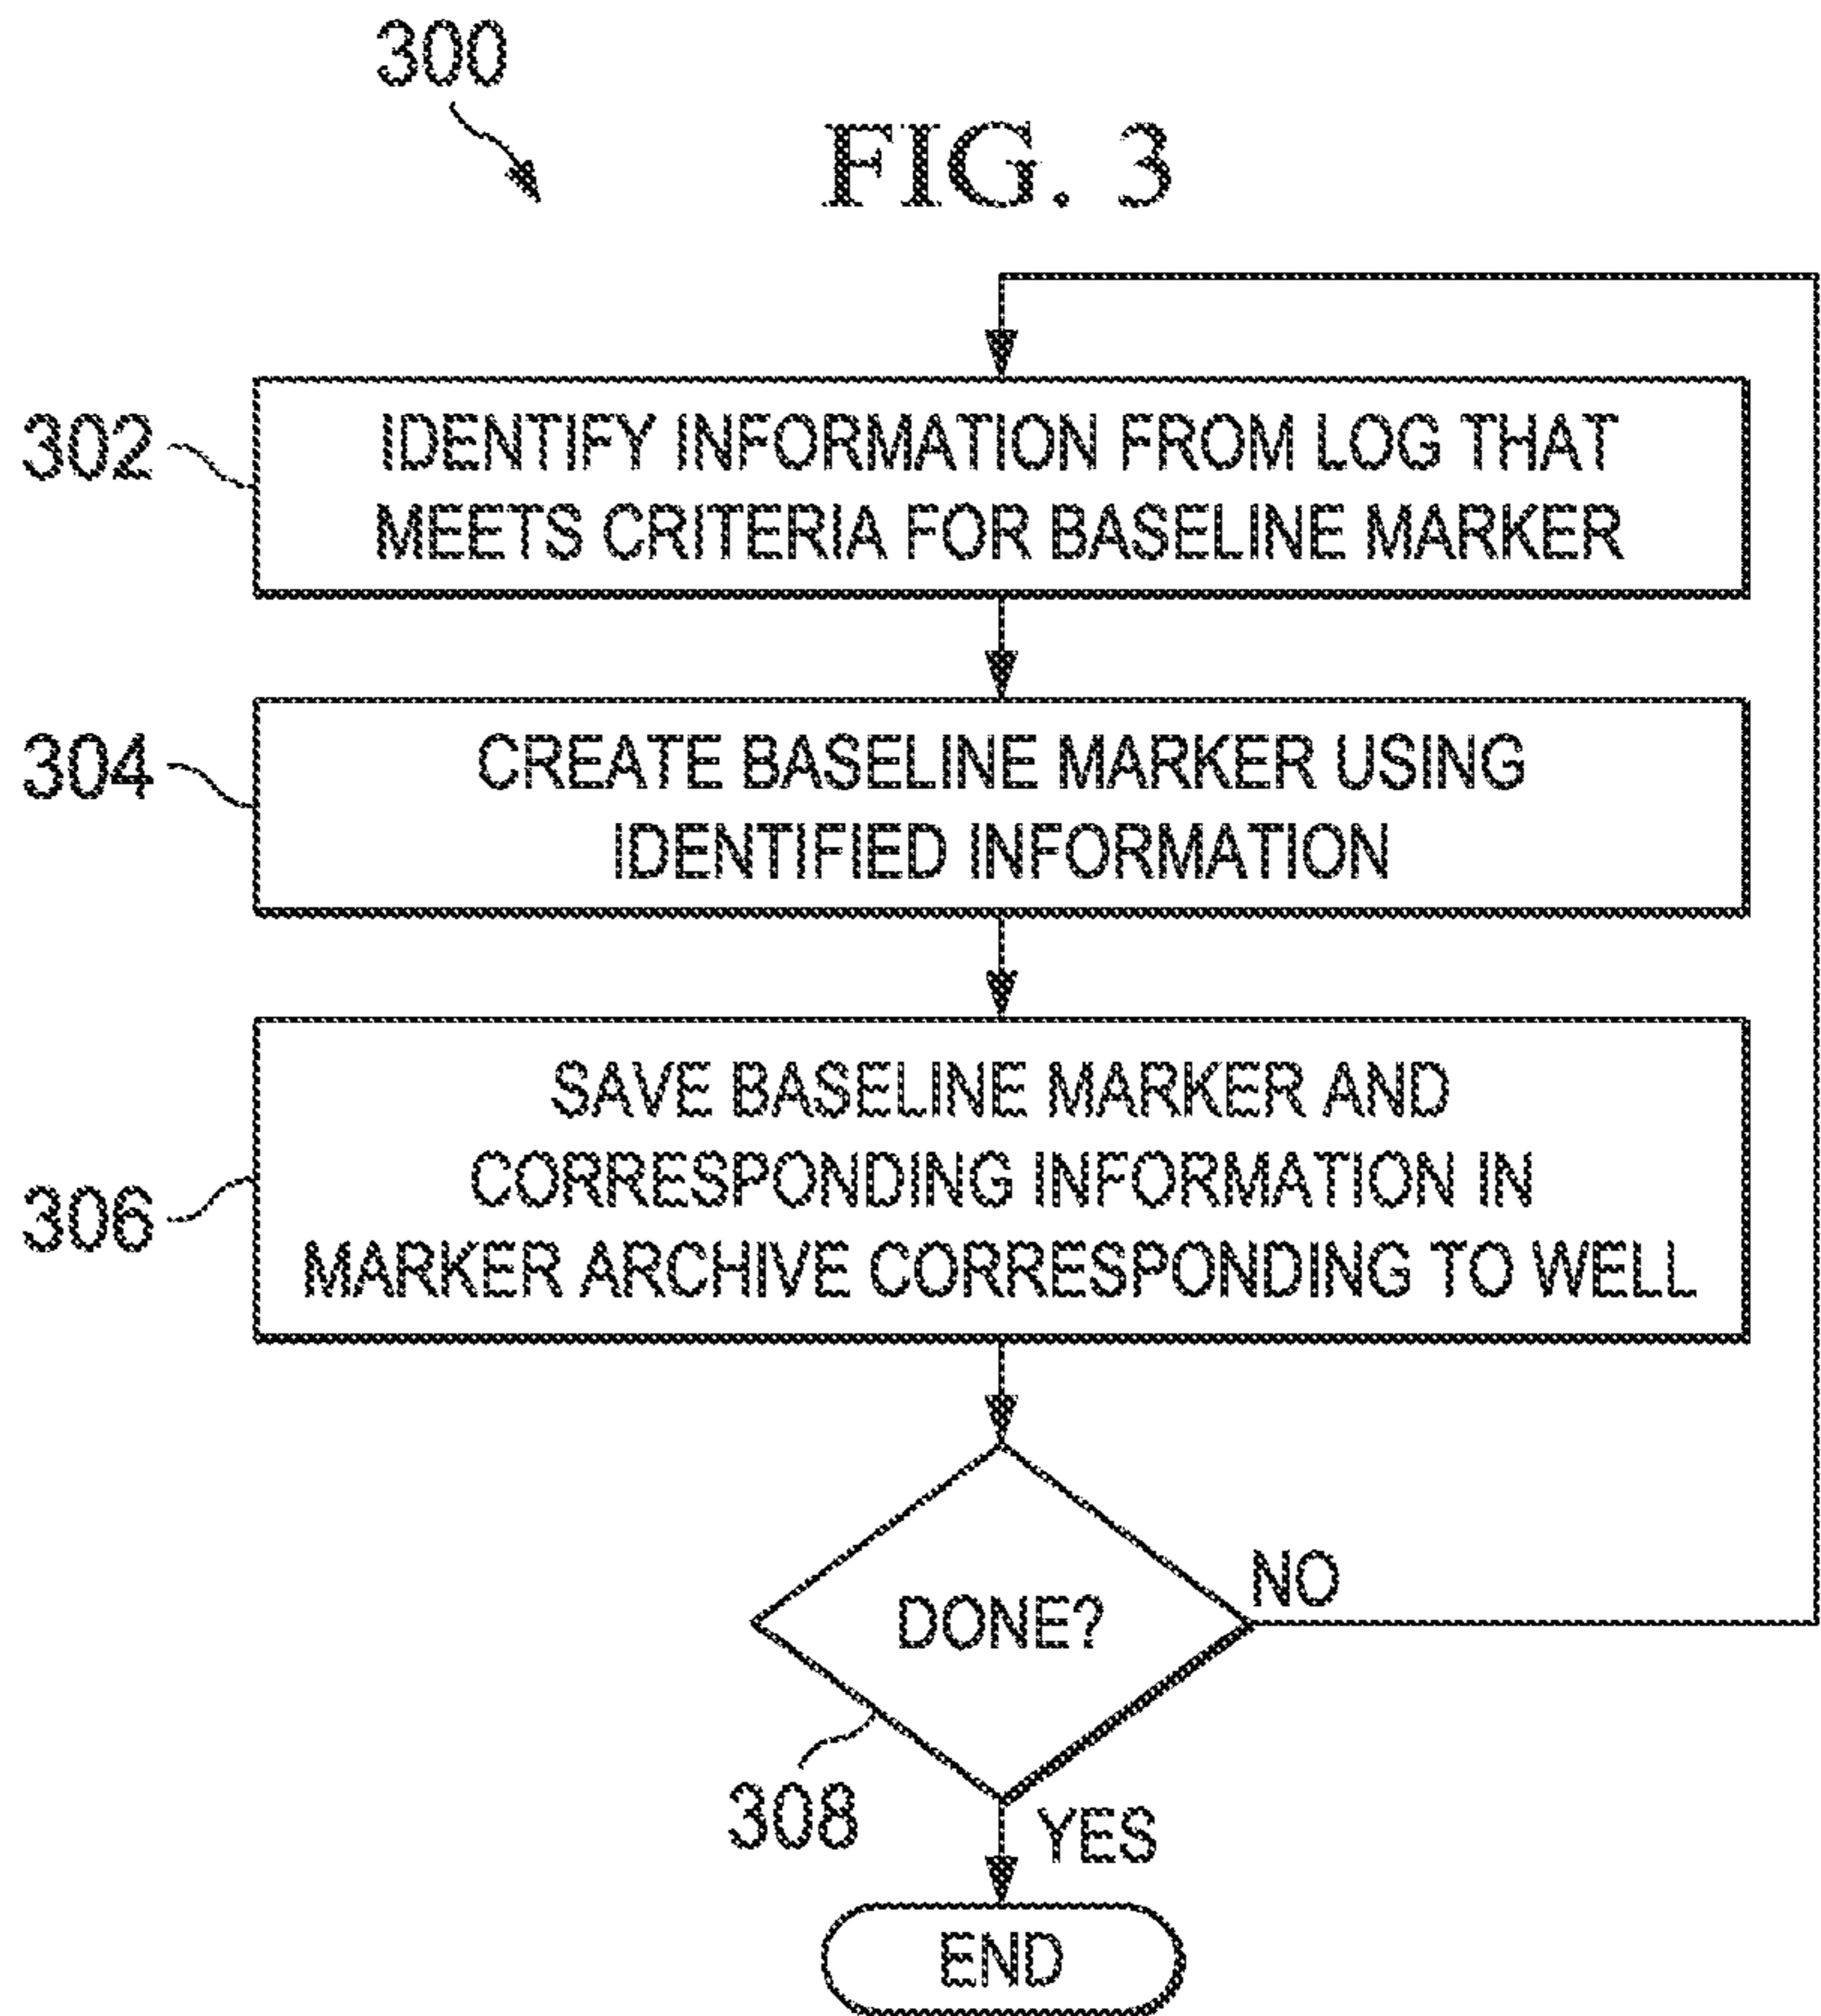 300
FIG. 3
302
IDENTIFY INFORMATION FROM LOG THAT
MEETS CRITERIA FOR BASELINE MARKER
304
CREATE BASELINE MARKER USING
IDENTIFIED INFORMATION
306
SAVE BASELINE MARKER AND
CORRESPONDING INFORMATION IN
MARKER ARCHIVE CORRESPONDING TO WELL
DONE?
NO
308
YES
END